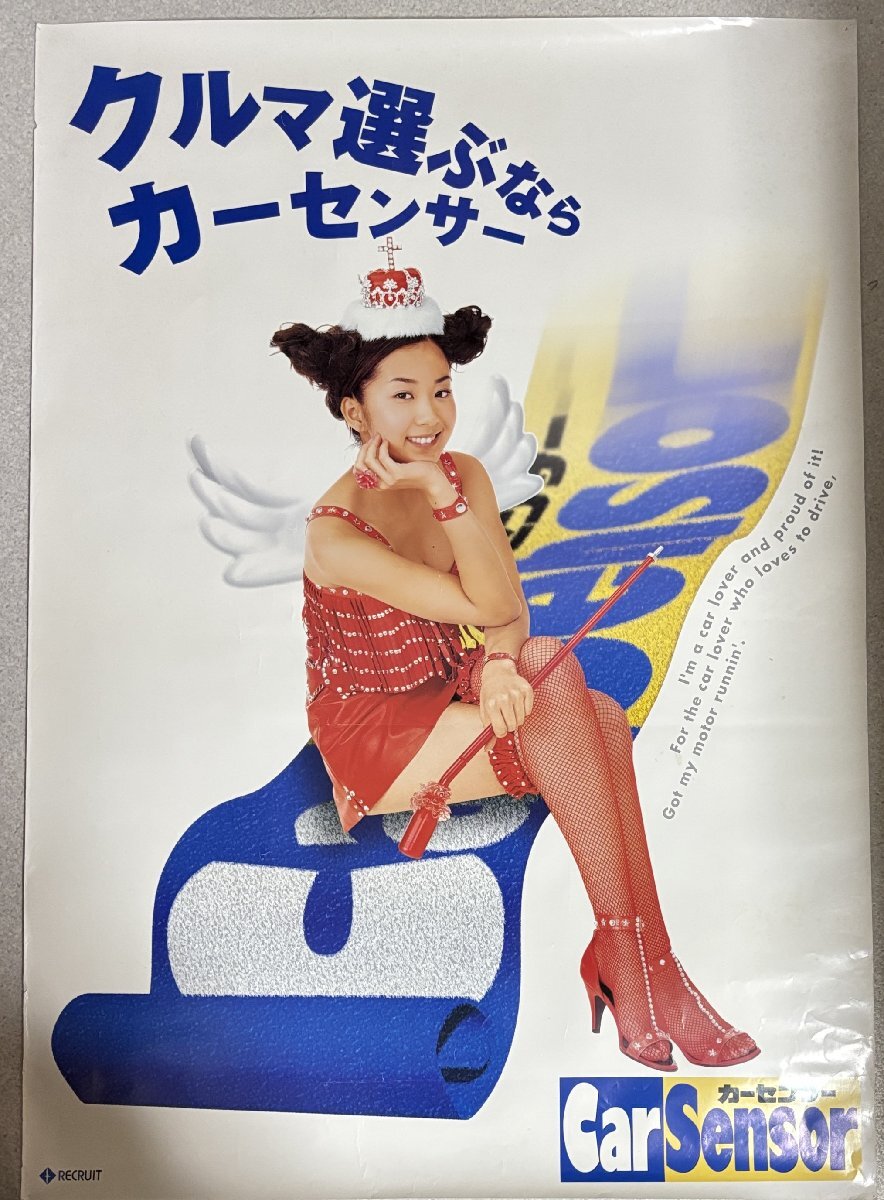 クルマ選ぶなら
カーセンサー
I'm a car lover and proud of it!
For the car lover who loves to drive,
Got my motor runnin'.
カーセンサー
CarSensor
RECRUIT